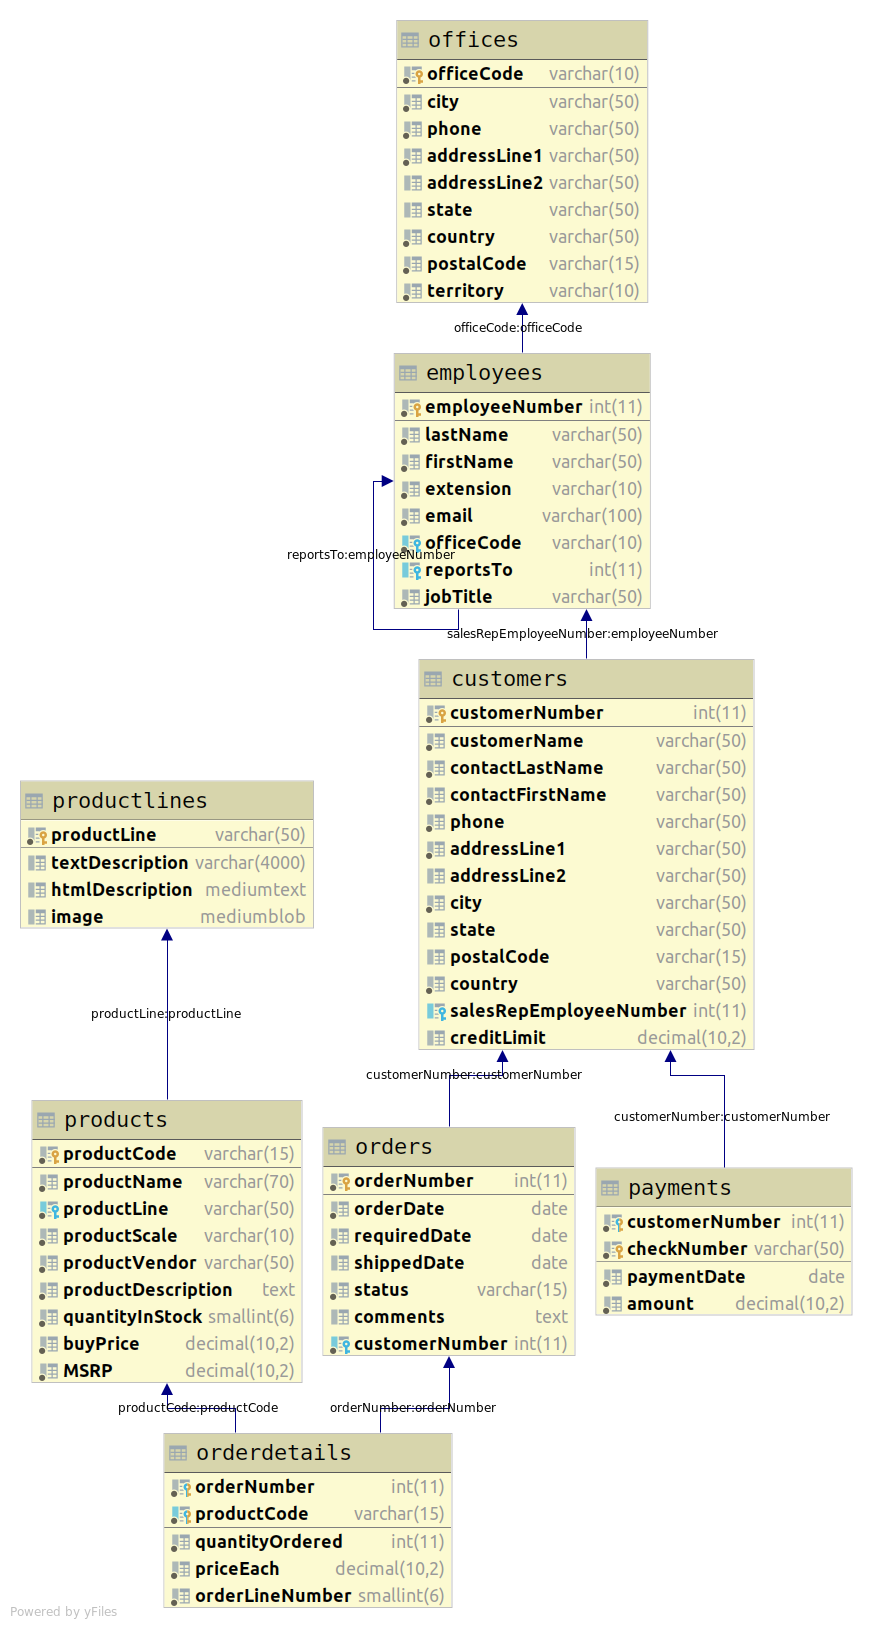 offices
officeCode varchar(10)
city varchar(50)
phone varchar(50)
addressLine1 varchar(50)
addressLine2 varchar(50)
state varchar(50)
country varchar(50)
postalCode varchar(15)
territory varchar(10)
officeCode:officeCode
employees
employeeNumber int(11)
lastName varchar(50)
firstName varchar(50)
extension varchar(10)
email varchar(100)
officeCode varchar(10)
reportsTo int(11)
jobTitle varchar(50)
reportsTo:employeeNumber
salesRepEmployeeNumber:employeeNumber
customers
customerNumber int(11)
customerName varchar(50)
contactLastName varchar(50)
contactFirstName varchar(50)
phone varchar(50)
addressLine1 varchar(50)
addressLine2 varchar(50)
city varchar(50)
state varchar(50)
postalCode varchar(15)
country varchar(50)
salesRepEmployeeNumber int(11)
creditLimit decimal(10,2)
productlines
productLine varchar(50)
textDescription varchar(4000)
htmlDescription mediumtext
image mediumblob
productLine:productLine
customerNumber:customerNumber
customerNumber:customerNumber
products
productCode varchar(15)
productName varchar(70)
productLine varchar(50)
productScale varchar(10)
productVendor varchar(50)
productDescription text
quantityInStock smallint(6)
buyPrice decimal(10,2)
MSRP decimal(10,2)
orders
orderNumber int(11)
orderDate date
requiredDate date
shippedDate date
status varchar(15)
comments text
customerNumber int(11)
payments
customerNumber int(11)
checkNumber varchar(50)
paymentDate date
amount decimal(10,2)
productCode:productCode
orderNumber:orderNumber
orderdetails
orderNumber int(11)
productCode varchar(15)
quantityOrdered int(11)
priceEach decimal(10,2)
orderLineNumber smallint(6)
Powered by yFiles